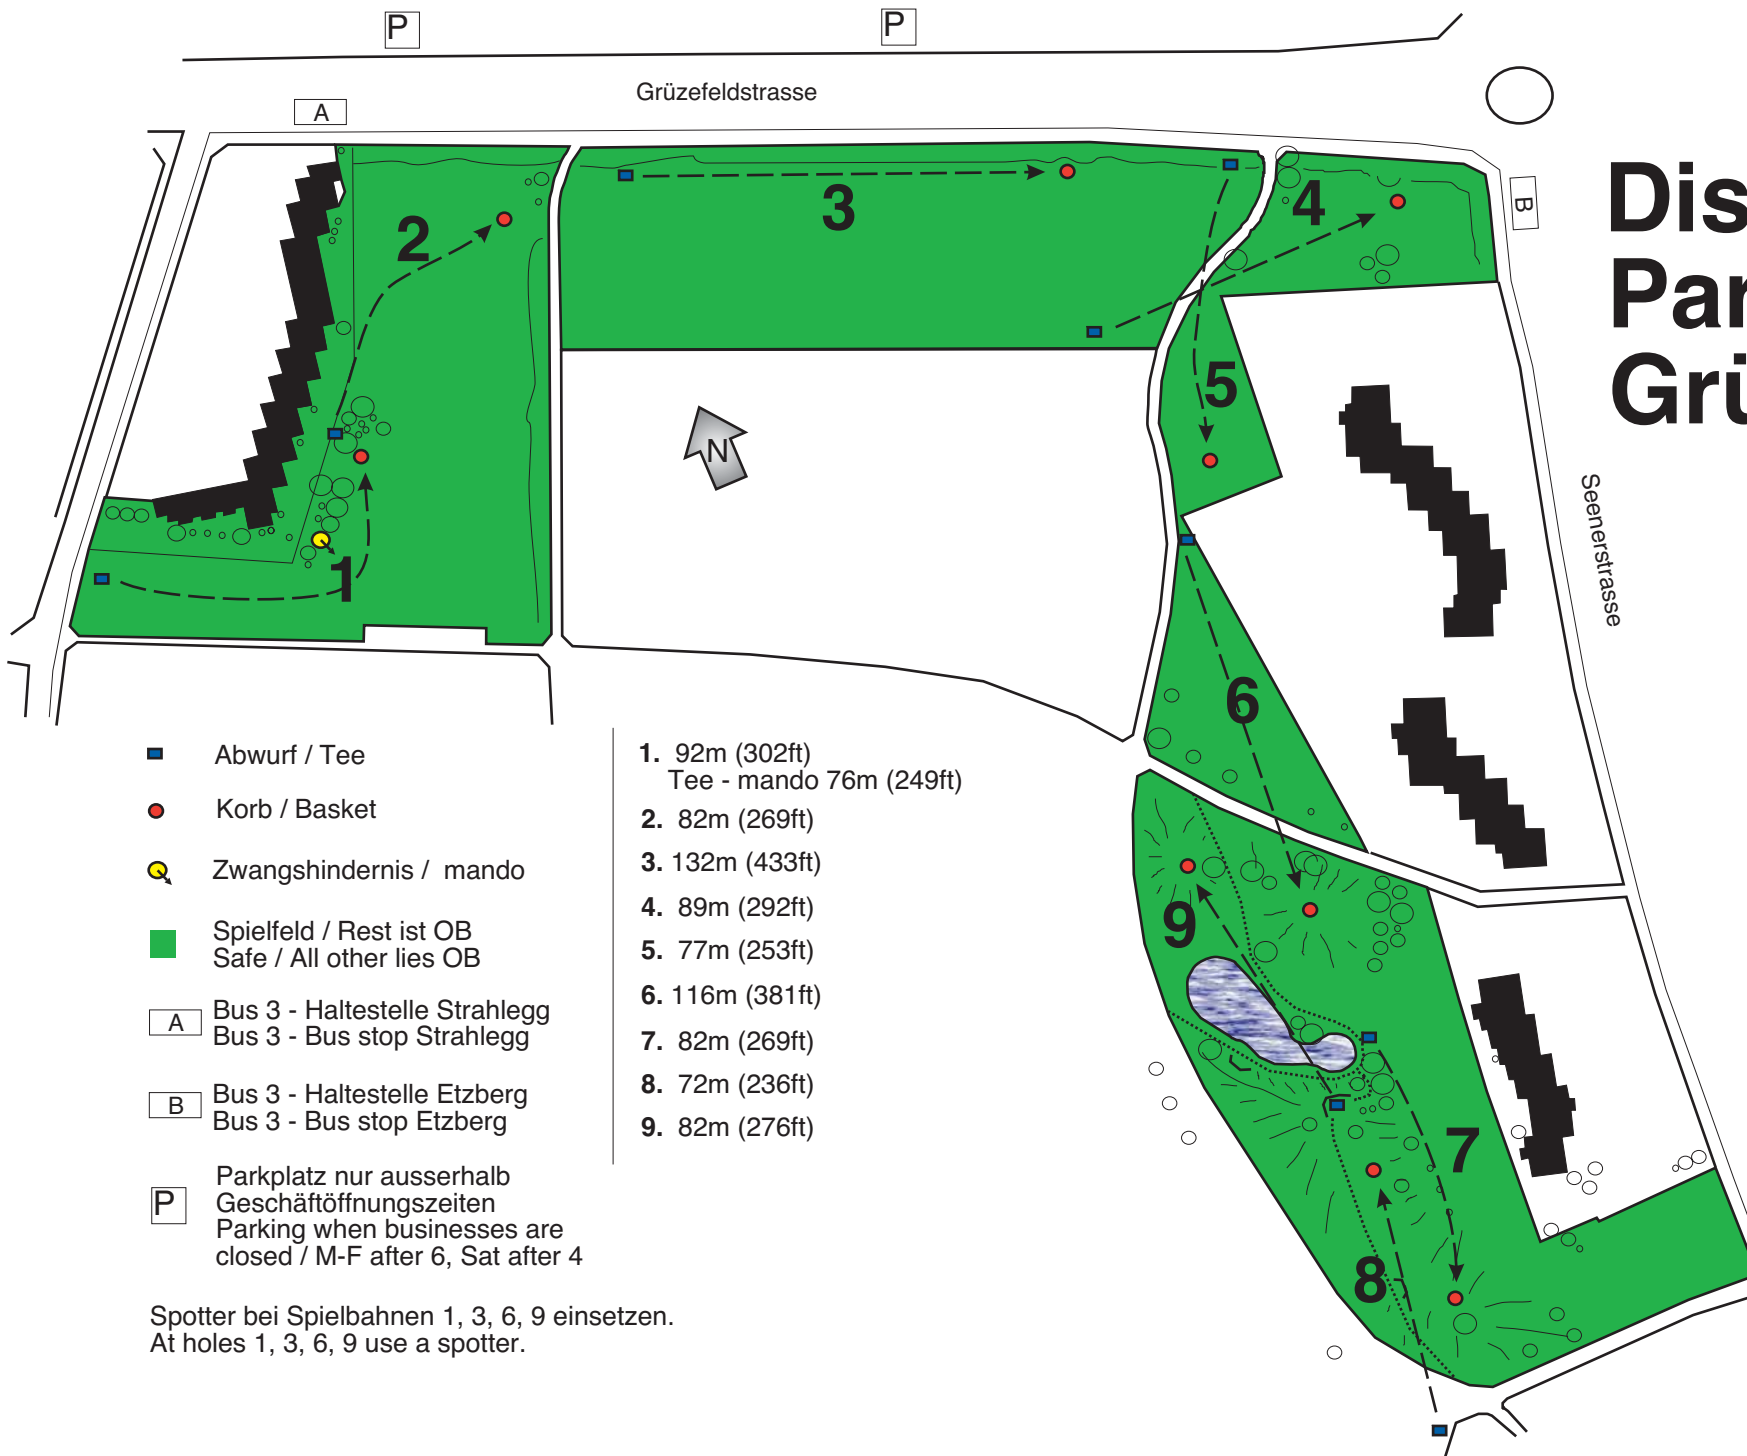 P
P
Grüzefeldstrasse
A
B
2
3
4
5
N
1
6
9
7
8
Seenerstrasse
Abwurf / Tee
Korb / Basket
Zwangshindernis / mando
Spielfeld / Rest ist OB
Safe / All other lies OB
A
Bus 3 - Haltestelle Strahlegg
Bus 3 - Bus stop Strahlegg
B
Bus 3 - Haltestelle Etzberg
Bus 3 - Bus stop Etzberg
P
Parkplatz nur ausserhalb
Geschäftöffnungszeiten
Parking when businesses are
closed / M-F after 6, Sat after 4
1. 92m (302ft)
Tee - mando 76m (249ft)
2. 82m (269ft)
3. 132m (433ft)
4. 89m (292ft)
5. 77m (253ft)
6. 116m (381ft)
7. 82m (269ft)
8. 72m (236ft)
9. 82m (276ft)
Spotter bei Spielbahnen 1, 3, 6, 9 einsetzen.
At holes 1, 3, 6, 9 use a spotter.
Dis
Par
Grü